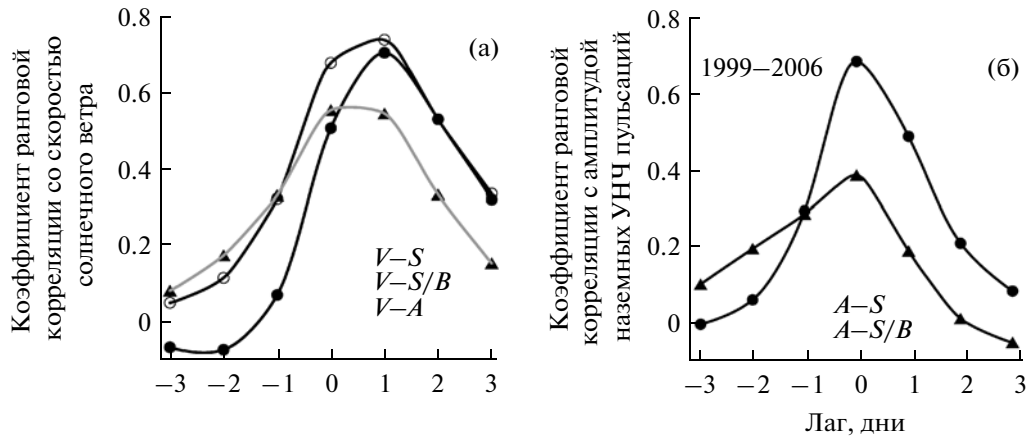 Коэффициент ранговой
корреляции со скоростью
солнечного ветра
0.8
0.6
0.4
0.2
0
(а)
V–S
V–S/B
V–A
−3 −2 −1 0 1 2 3
Коэффициент ранговой
корреляции с амплитудой
наземных УНЧ пульсаций
0.8
0.6
0.4
0.2
0
1999–2006
(б)
A–S
A–S/B
−3 −2 −1 0 1 2 3
Лаг, дни